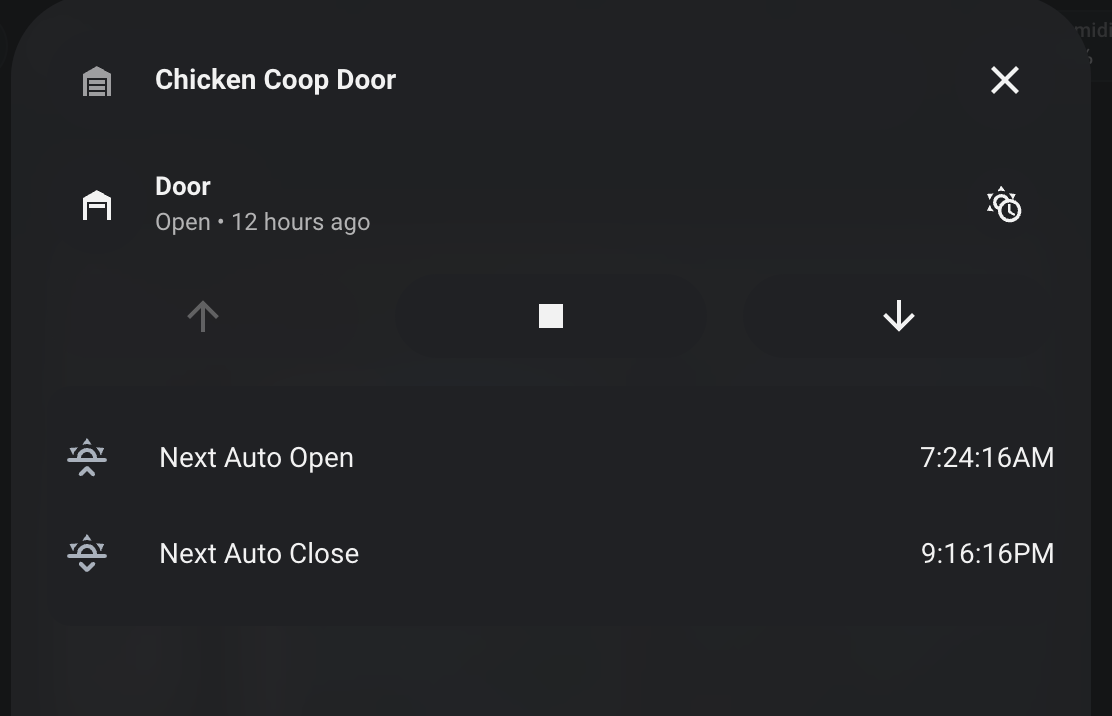 Chicken Coop Door
Door
Open • 12 hours ago
Next Auto Open
7:24:16AM
Next Auto Close
9:16:16PM